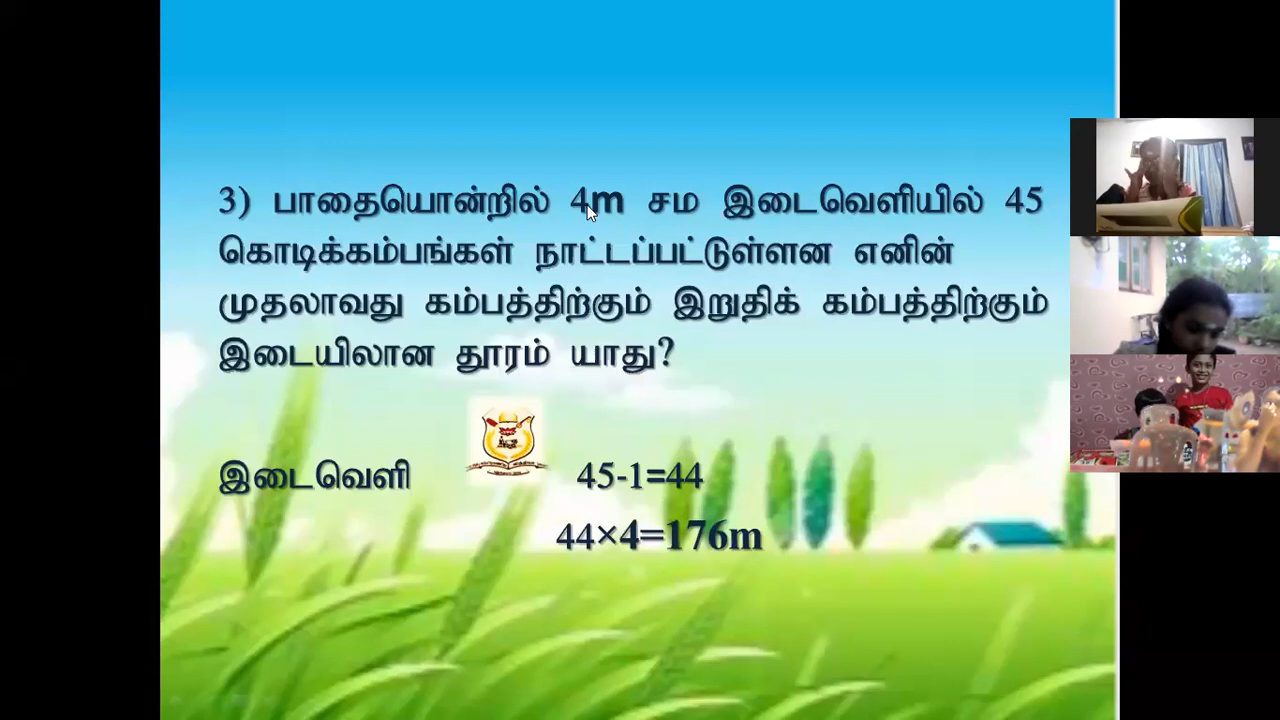 3) பாதையொன்றில் 4m சம இடைவெளியில் 45
கொடிக்கம்பங்கள் நாட்டப்பட்டுள்ளன எனின்
முதலாவது கம்பத்திற்கும் இறுதிக் கம்பத்திற்கும்
இடையிலான தூரம் யாது?
இடைவெளி 45-1=44
44×4=176m